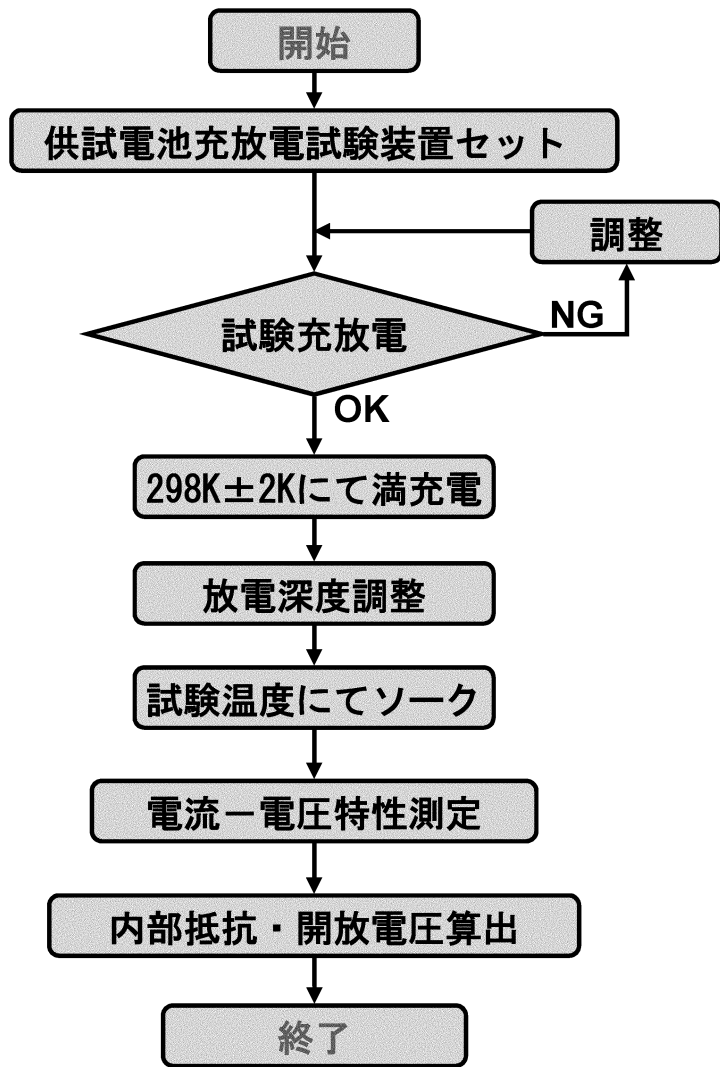 開始
供試電池充放電試験装置セット
調整
試験充放電
NG
OK
298K±2Kにて満充電
放電深度調整
試験温度にてソーク
電流－電圧特性測定
内部抵抗・開放電圧算出
終了